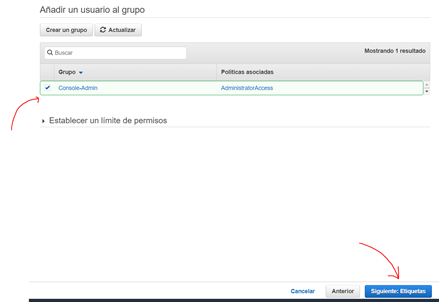 Añadir un usuario al grupo
Crear un grupo Actualizar
Buscar Mostrando 1 resultado
Grupo Políticas asociadas
Console-Admin AdministratorAccess
Establecer un límite de permisos
Cancelar Anterior Siguiente: Etiquetas